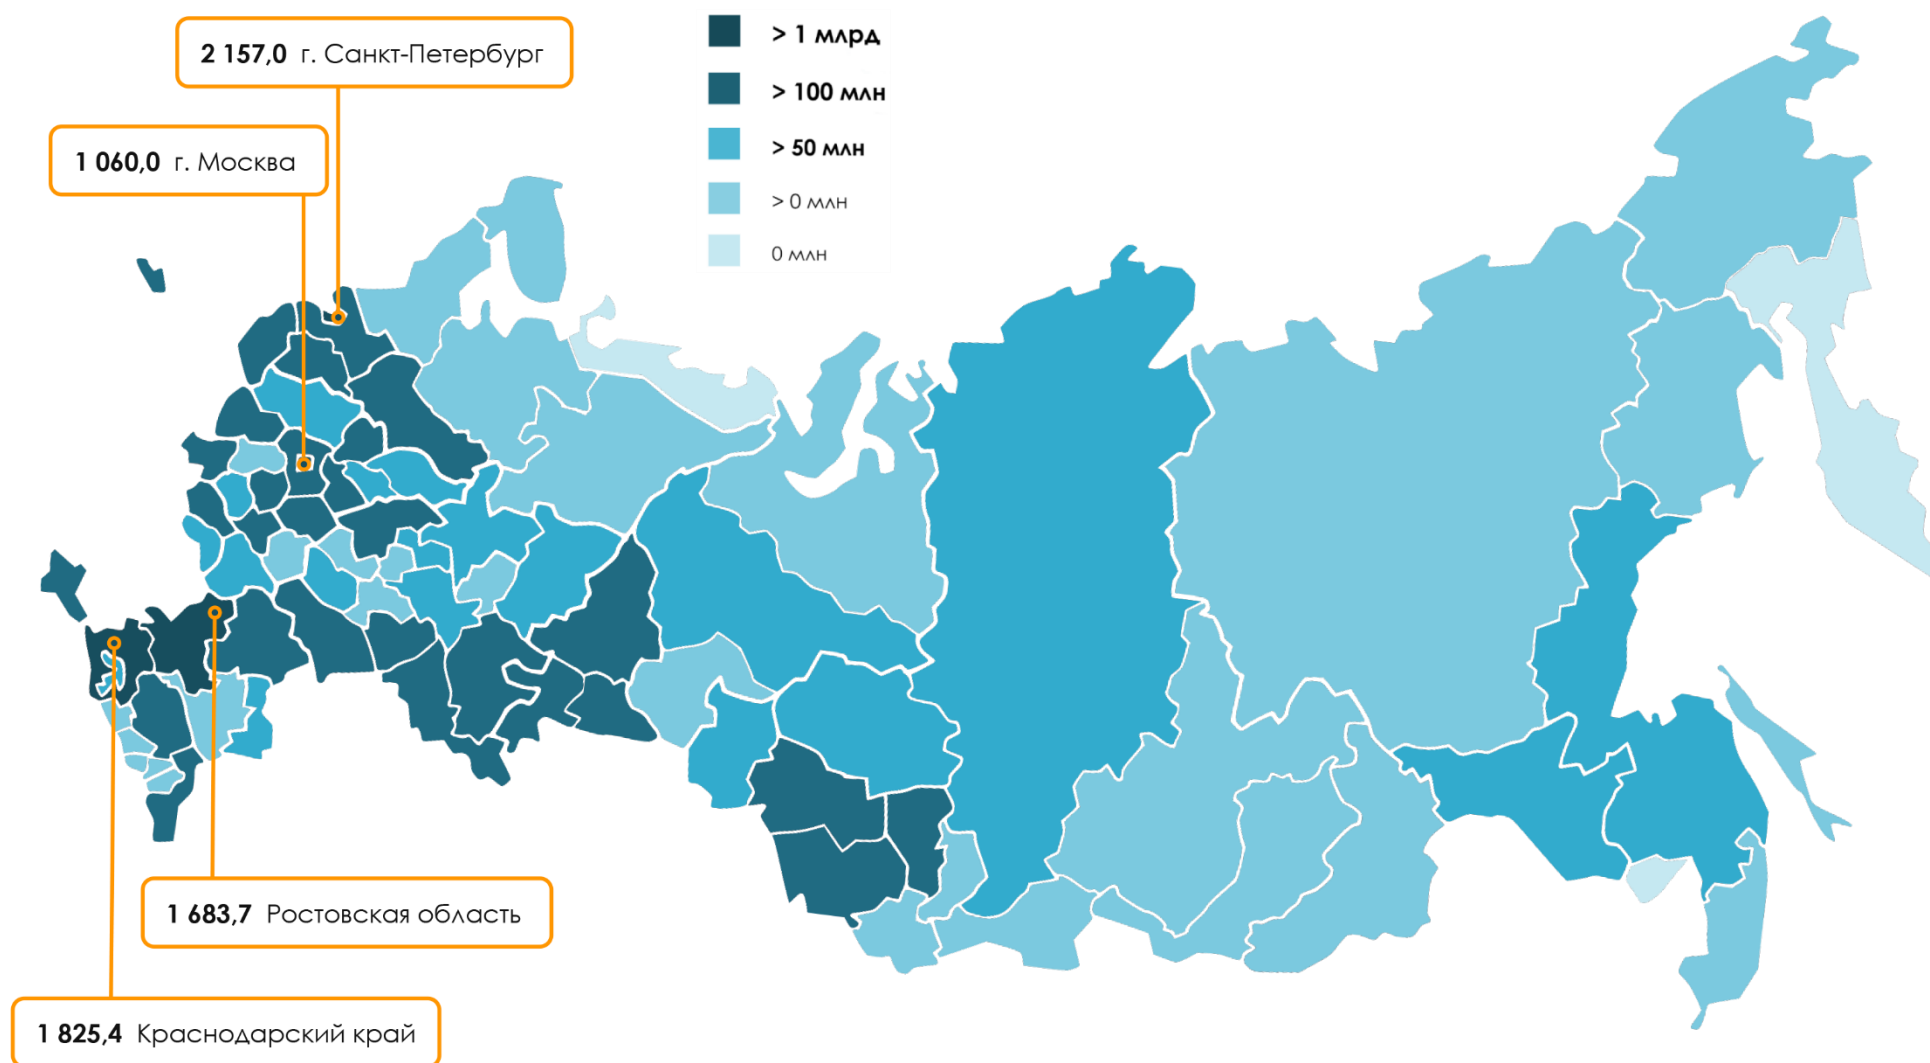 2 157,0 г. Санкт-Петербург
1 060,0 г. Москва
> 1 млрд
> 100 млн
> 50 млн
> 0 млн
0 млн
1 683,7 Ростовская область
1 825,4 Краснодарский край